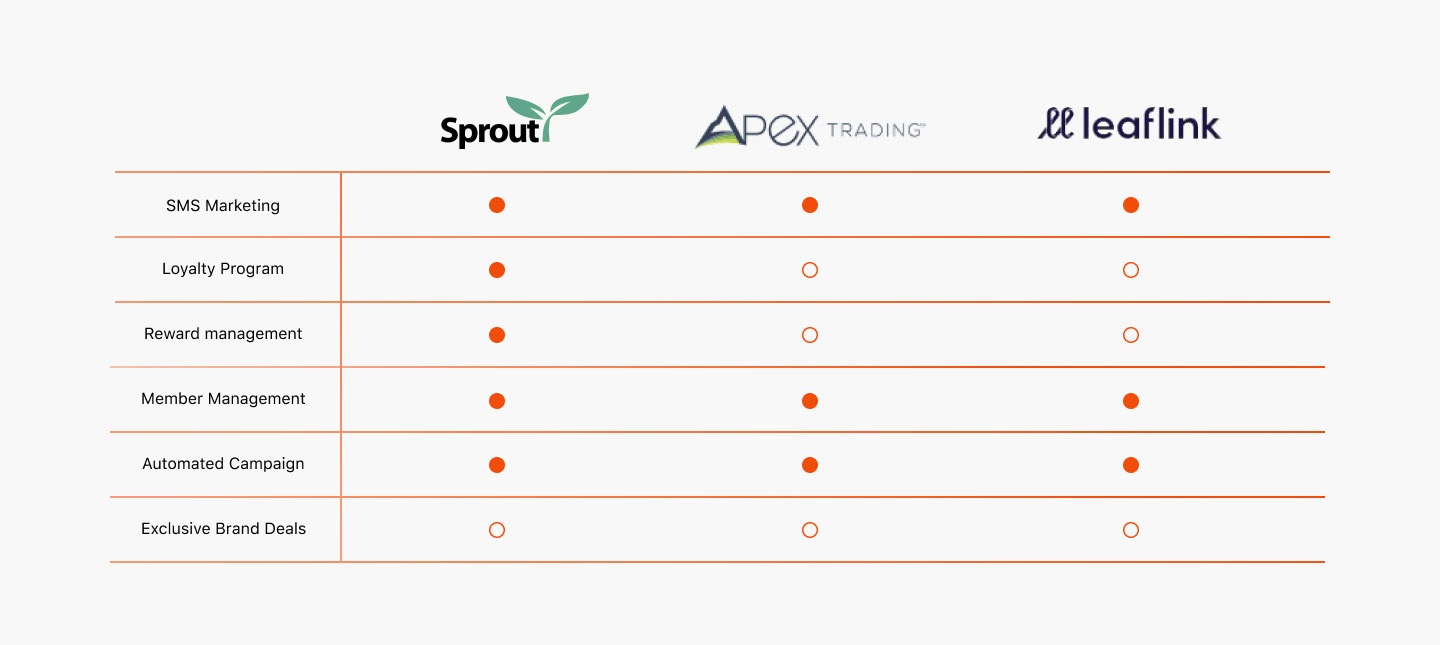 Sprout
APEX TRADING™
leaflink
SMS Marketing
Loyalty Program
Reward management
Member Management
Automated Campaign
Exclusive Brand Deals